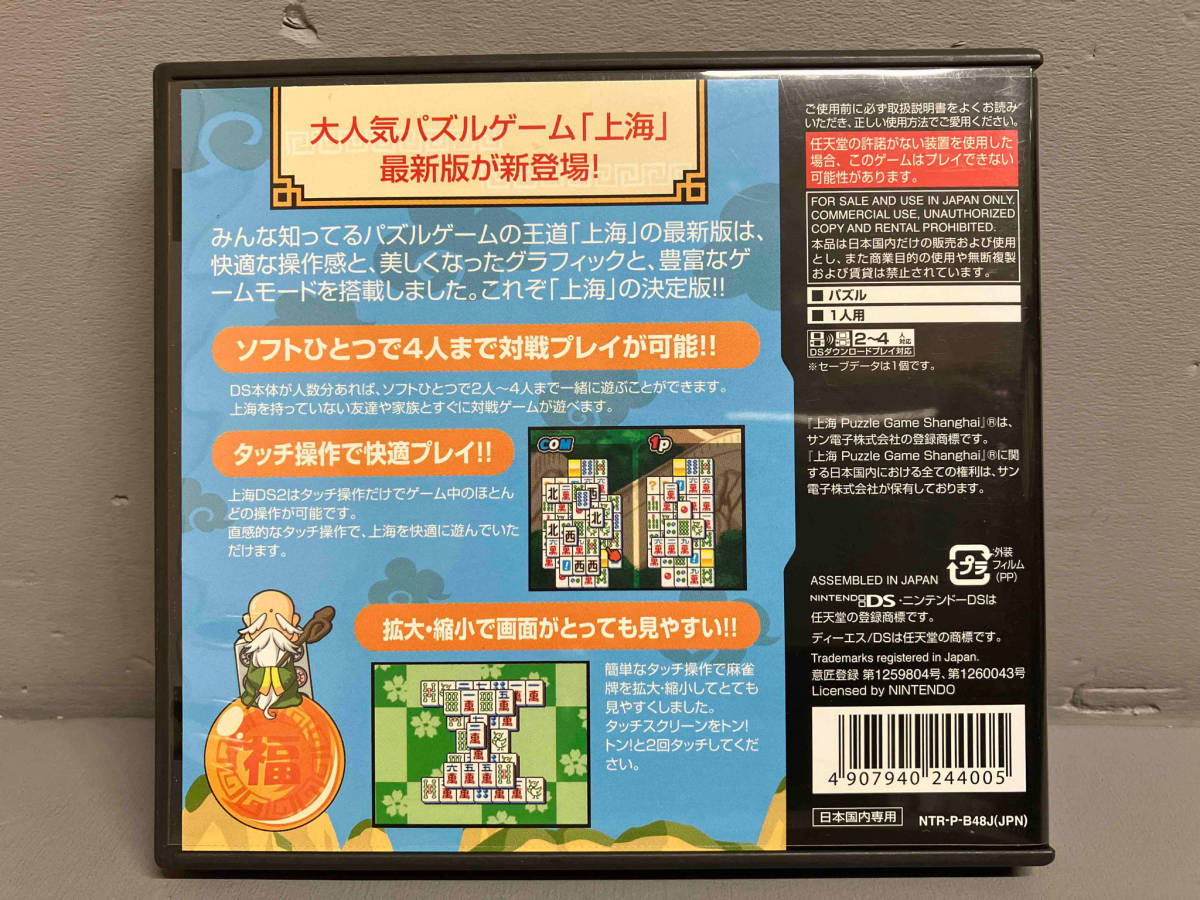 大人気パズルゲーム「上海」
最新版が新登場!
みんな知ってるパズルゲームの王道「上海」の最新版は、
快適な操作感と、美しくなったグラフィックと、豊富なゲ
ームモードを搭載しました。これぞ「上海」の決定版!!
ソフトひとつで4人まで対戦プレイが可能!!
DS本体が人数分あれば、ソフトひとつで2人〜4人まで一緒に遊ぶことができます。
上海を持っていない友達や家族とすぐに対戦ゲームが遊べます。
タッチ操作で快適プレイ!!
上海DS2はタッチ操作だけでゲーム中のほとん
どの操作が可能です。
直感的なタッチ操作で、上海を快適に遊んでいた
だけます。
COM
1P
拡大・縮小で画面がとっても見やすい!!
簡単なタッチ操作で麻雀
牌を拡大・縮小してとても
見やすくしました。
タッチスクリーンをトン!
トン!と2回タッチしてくだ
さい。
福
ご使用前に必ず取扱説明書をよくお読み
いただき、正しい使用方法でご愛用ください。
任天堂の許諾がない装置を使用した
場合、このゲームはプレイできない
可能性があります。
FOR SALE AND USE IN JAPAN ONLY.
COMMERCIAL USE, UNAUTHORIZED
COPY AND RENTAL PROHIBITED.
本品は日本国内だけの販売および使用
とし、また商業目的の使用や無断複製
および賃貸は禁止されています。
■ パズル
■ 1人用
2〜4人対応
DSダウンロードプレイ対応
※セーブデータは1個です。
『上海 Puzzle Game Shanghai』®は、
サン電子株式会社の登録商標です。
『上海 Puzzle Game Shanghai』®に関
する日本国内における全ての権利は、サン
電子株式会社が保有しております。
プラ
外装
フィルム
(PP)
ASSEMBLED IN JAPAN
NINTENDO DS・ニンテンドーDSは
任天堂の登録商標です。
ディーエス/DSは任天堂の商標です。
Trademarks registered in Japan.
意匠登録 第1259804号、第1260043号
Licensed by NINTENDO
4 907940 244005
日本国内専用
NTR-P-B48J(JPN)